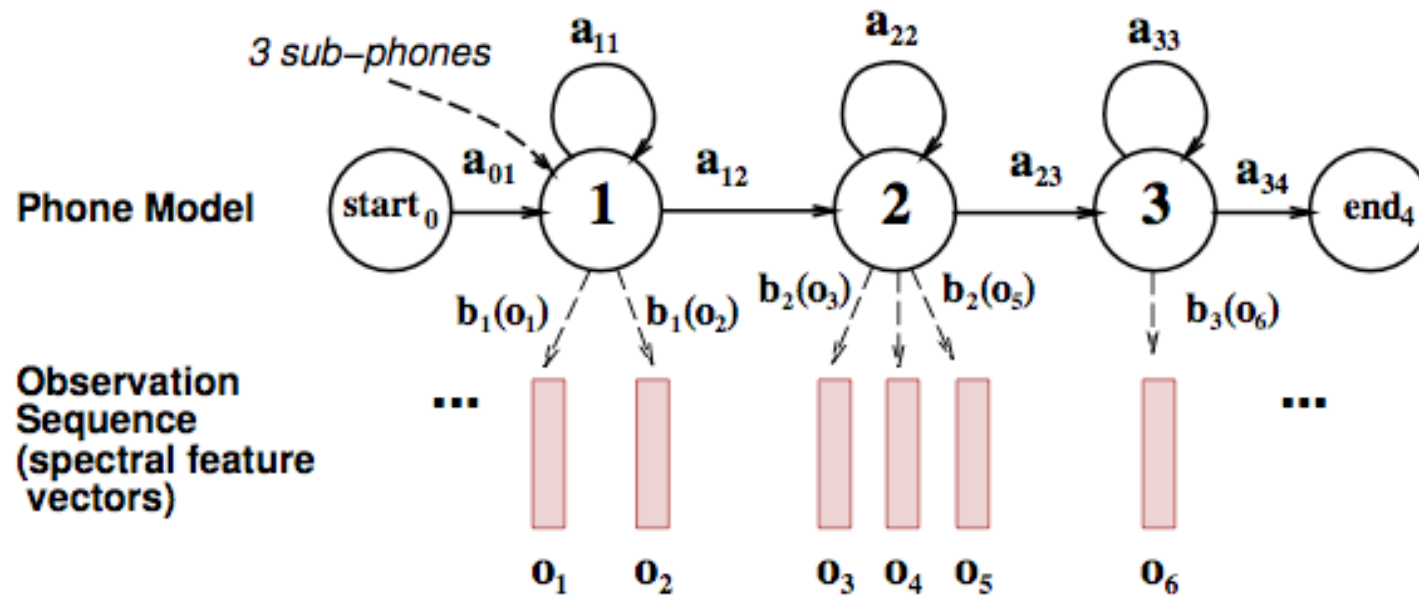 3 sub-phones
a11 a22 a33
a01 a12 a23 a34
Phone Model start0 1 2 3 end4
b1(o1) b1(o2) b2(o3) b2(o5) b3(o6)
Observation
Sequence
(spectral feature
vectors)
... ...
o1 o2 o3 o4 o5 o6